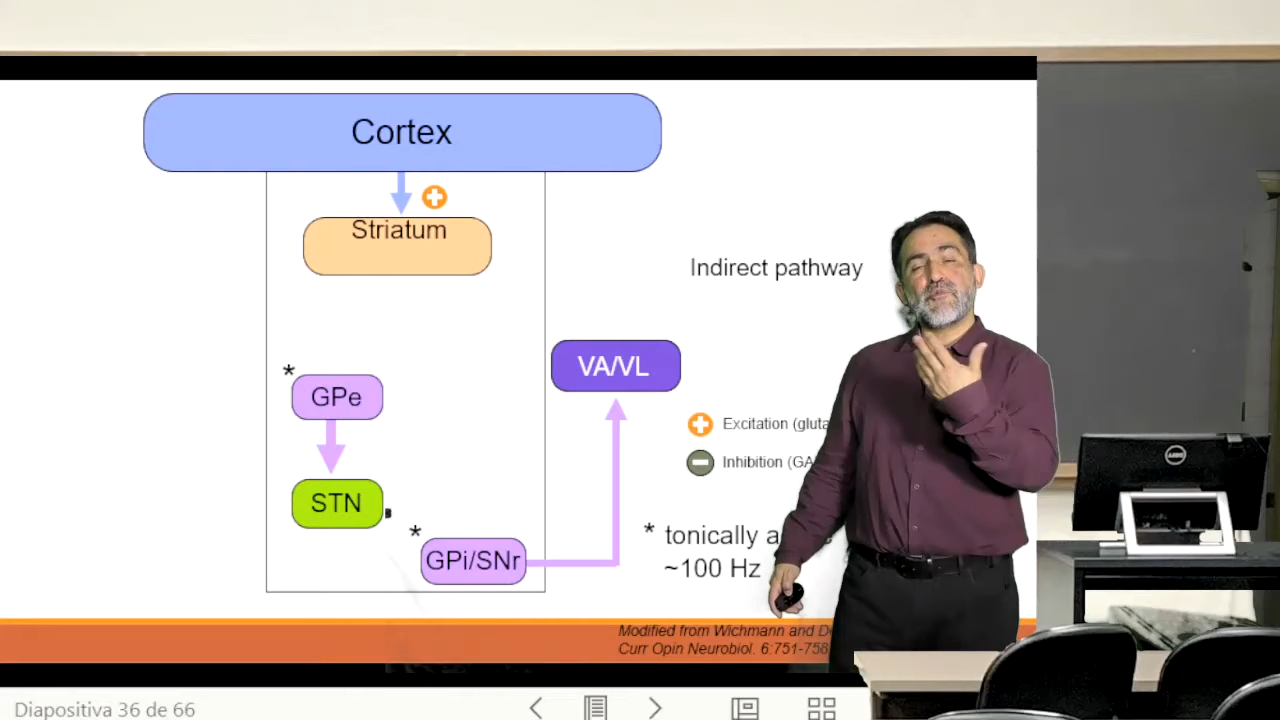 Cortex
Striatum
Indirect pathway
VA/VL
*
GPe
Excitation
Inhibition
STN
*
GPi/SNr
* tonically
~100 Hz
Modified from Wichmann and
Curr Opin Neurobiol. 6:751-756
Diapositiva 36 de 66